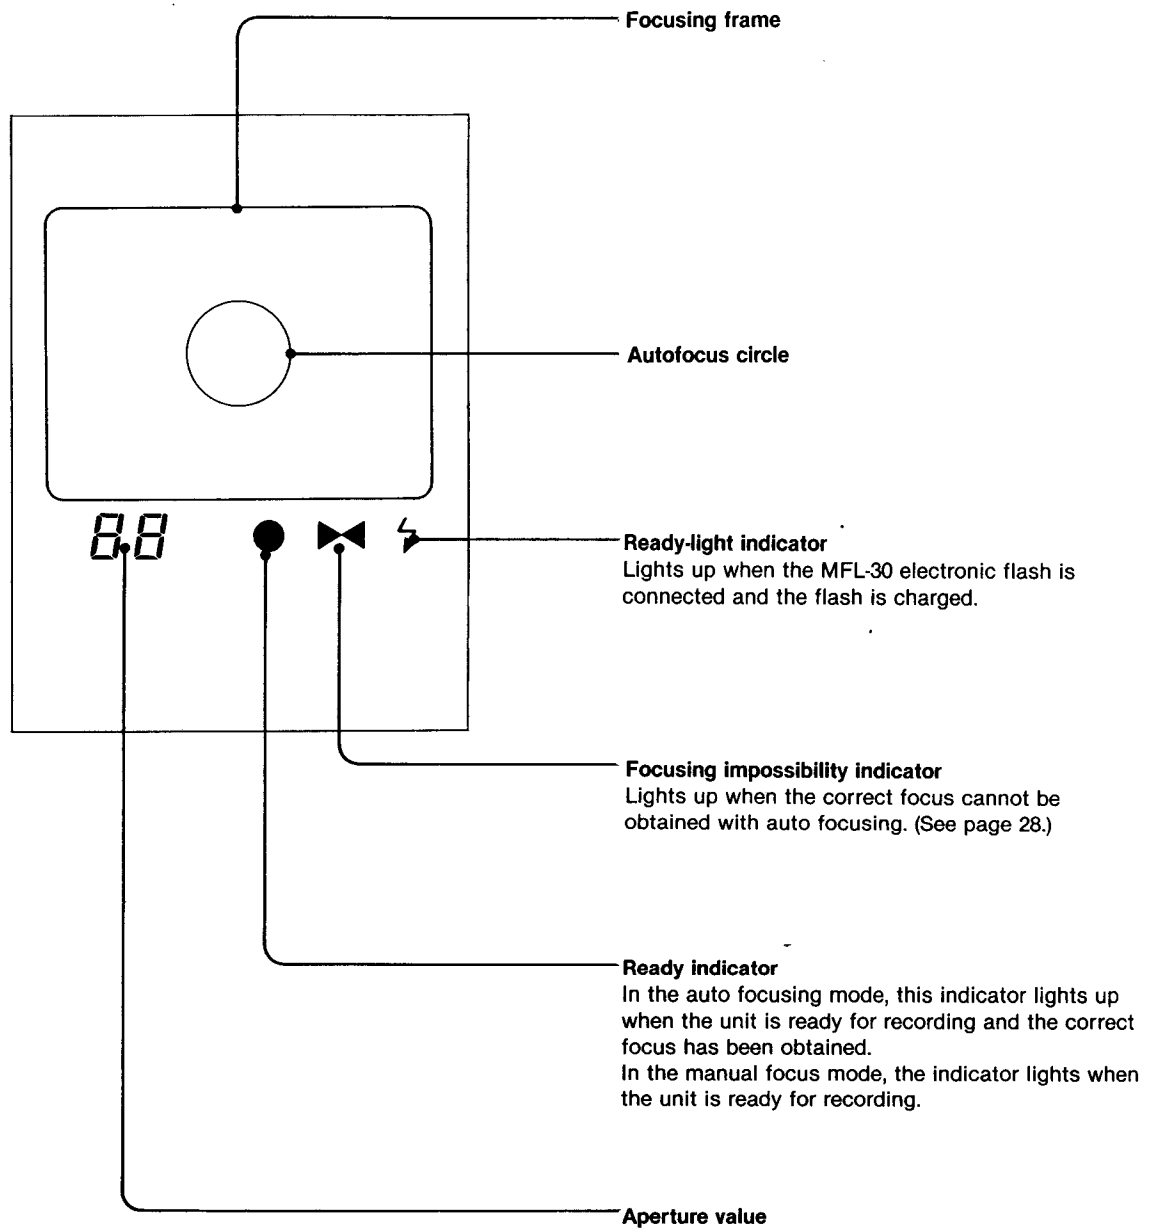 Focusing frame
Autofocus circle
8.8
Ready-light indicator
Lights up when the MFL-30 electronic flash is
connected and the flash is charged.
Focusing impossibility indicator
Lights up when the correct focus cannot be
obtained with auto focusing. (See page 28.)
Ready indicator
In the auto focusing mode, this indicator lights up
when the unit is ready for recording and the correct
focus has been obtained.
In the manual focus mode, the indicator lights when
the unit is ready for recording.
Aperture value